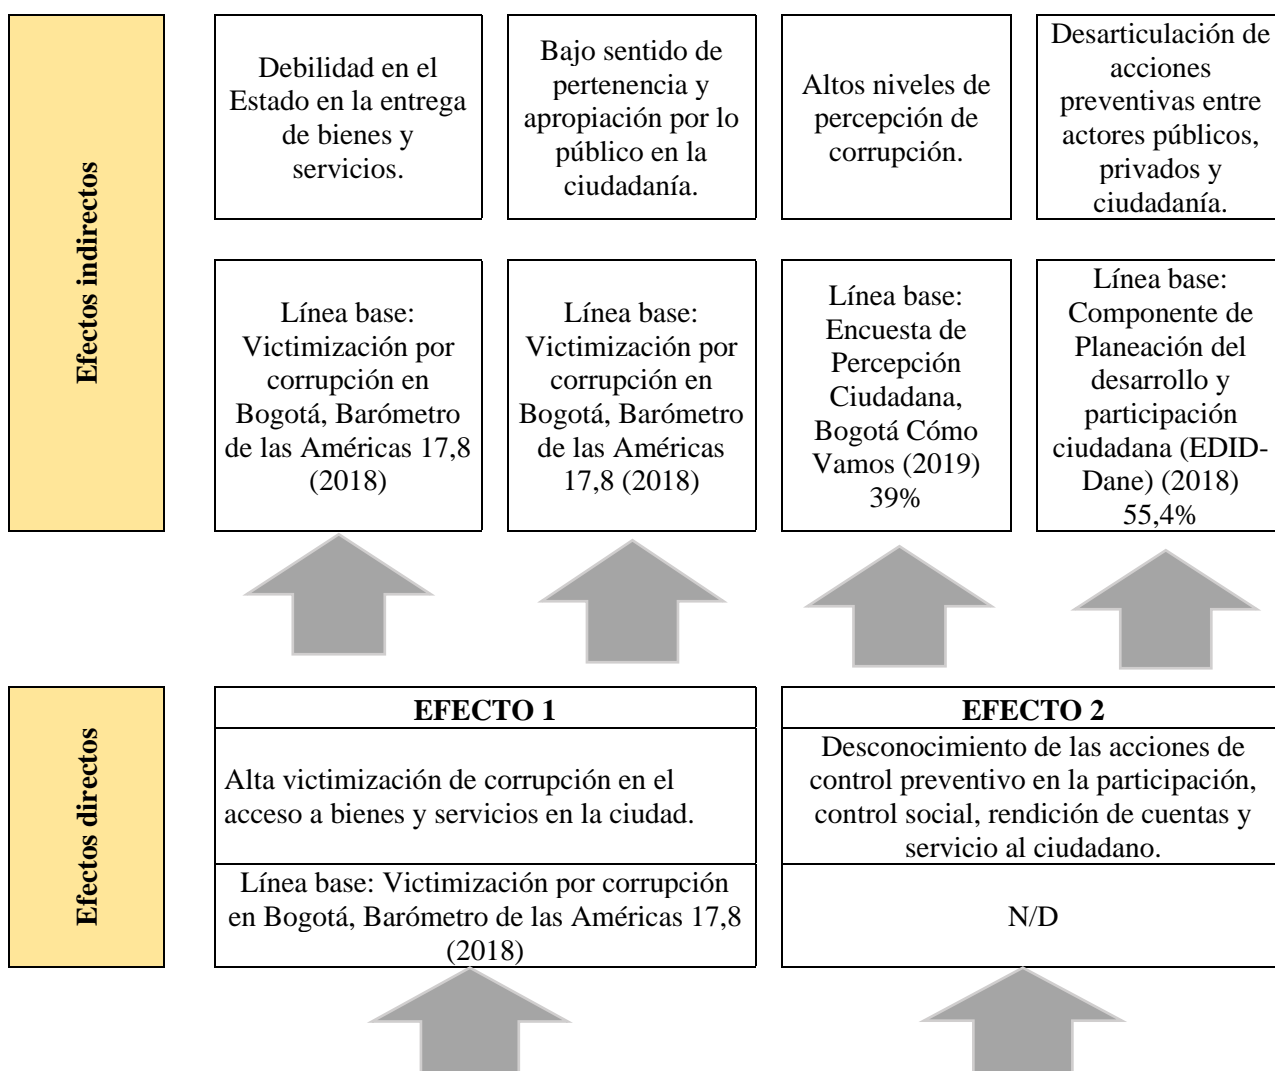 Efectos indirectos
Debilidad en el
Estado en la entrega
de bienes y
servicios.
Bajo sentido de
pertenencia y
apropiación por lo
público en la
ciudadanía.
Altos niveles de
percepción de
corrupción.
Desarticulación de
acciones
preventivas entre
actores públicos,
privados y
ciudadanía.
Línea base:
Victimización por
corrupción en
Bogotá, Barómetro
de las Américas 17,8
(2018)
Línea base:
Victimización por
corrupción en
Bogotá, Barómetro
de las Américas
17,8 (2018)
Línea base:
Encuesta de
Percepción
Ciudadana,
Bogotá Cómo
Vamos (2019)
39%
Línea base:
Componente de
Planeación del
desarrollo y
participación
ciudadana (EDID-
Dane) (2018)
55,4%
Efectos directos
EFECTO 1
Alta victimización de corrupción en el
acceso a bienes y servicios en la ciudad.
Línea base: Victimización por corrupción
en Bogotá, Barómetro de las Américas 17,8
(2018)
EFECTO 2
Desconocimiento de las acciones de
control preventivo en la participación,
control social, rendición de cuentas y
servicio al ciudadano.
N/D